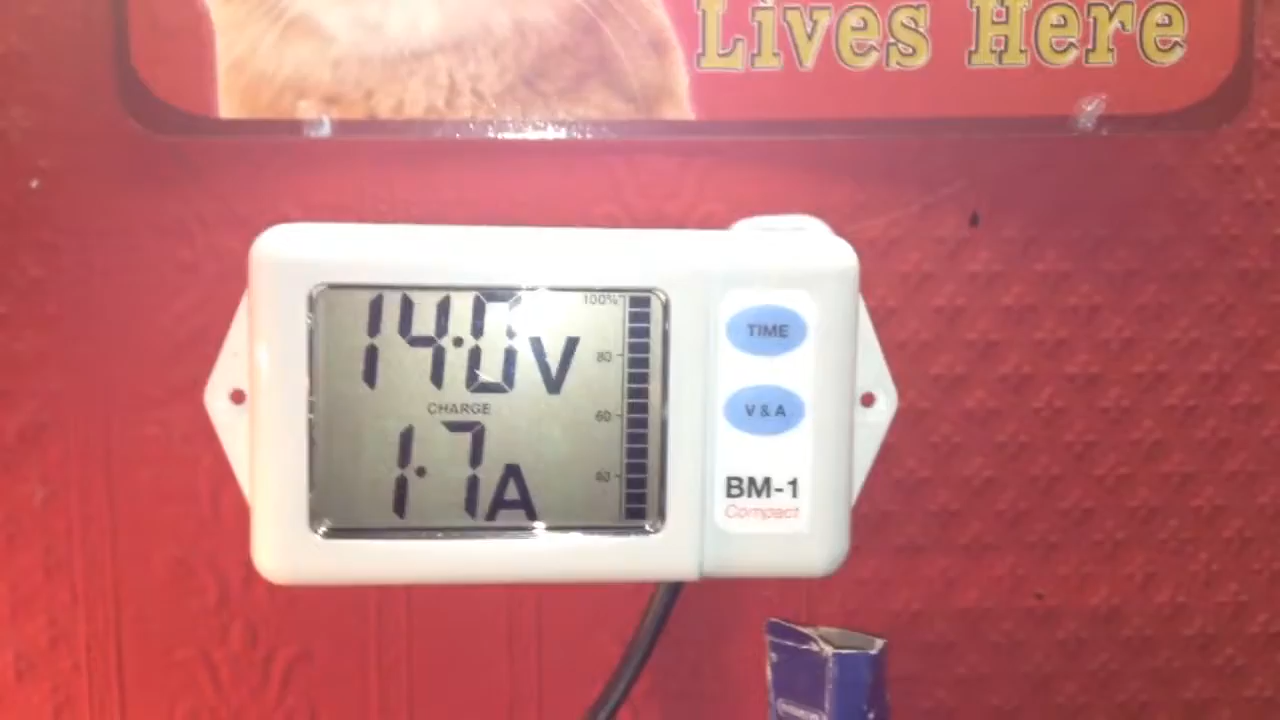 Lives Here
14.0V
100%
80
60
40
CHARGE
1.7A
TIME
V & A
BM-1
Compact